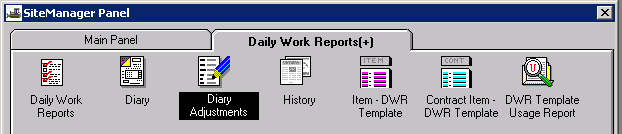 SiteManager Panel
Main Panel
Daily Work Reports(+)
Daily Work
Reports
Diary
Diary
Adjustments
History
ITEM
Item - DWR
Template
CONT
Contract Item -
DWR Template
U
DWR Template
Usage Report